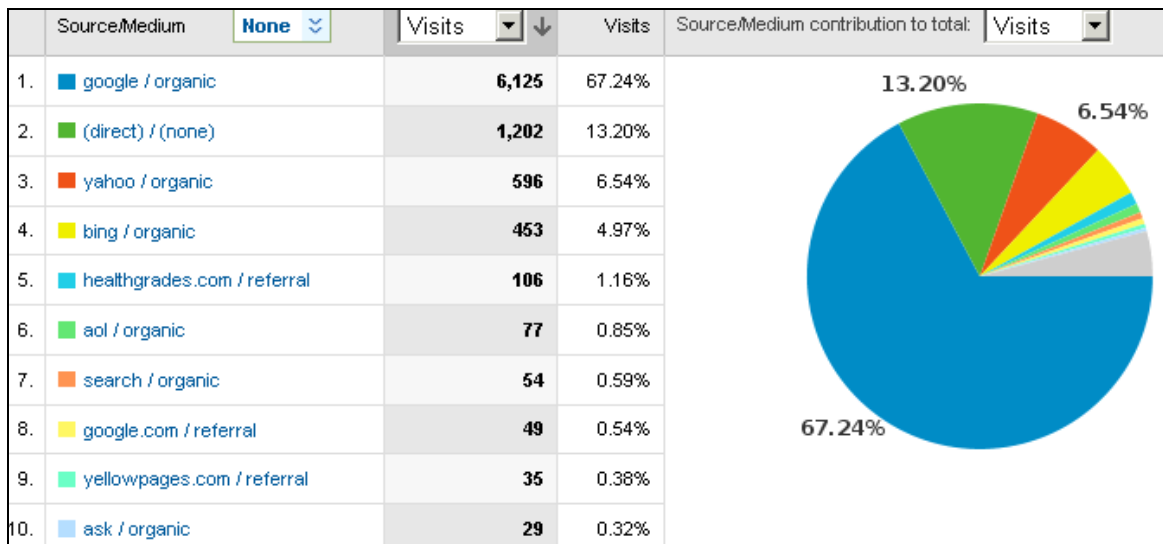 Source/Medium None Visits Visits Source/Medium contribution to total: Visits
1. google / organic 6,125 67.24%
2. (direct) / (none) 1,202 13.20%
3. yahoo / organic 596 6.54%
4. bing / organic 453 4.97%
5. healthgrades.com / referral 106 1.16%
6. aol / organic 77 0.85%
7. search / organic 54 0.59%
8. google.com / referral 49 0.54%
9. yellowpages.com / referral 35 0.38%
10. ask / organic 29 0.32%
13.20%
6.54%
67.24%